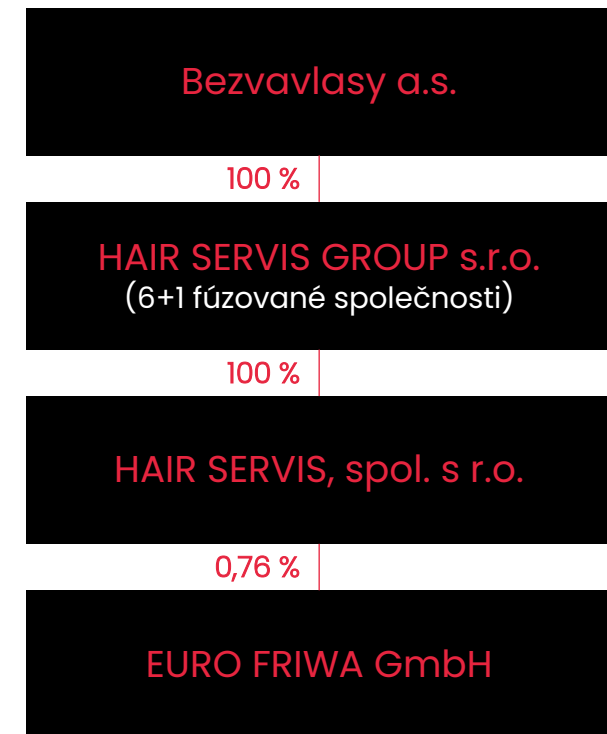 Bezvavlasy a.s.
100 %
HAIR SERVIS GROUP s.r.o.
(6+1 fúzované společnosti)
100 %
HAIR SERVIS, spol. s r.o.
0,76 %
EURO FRIWA GmbH